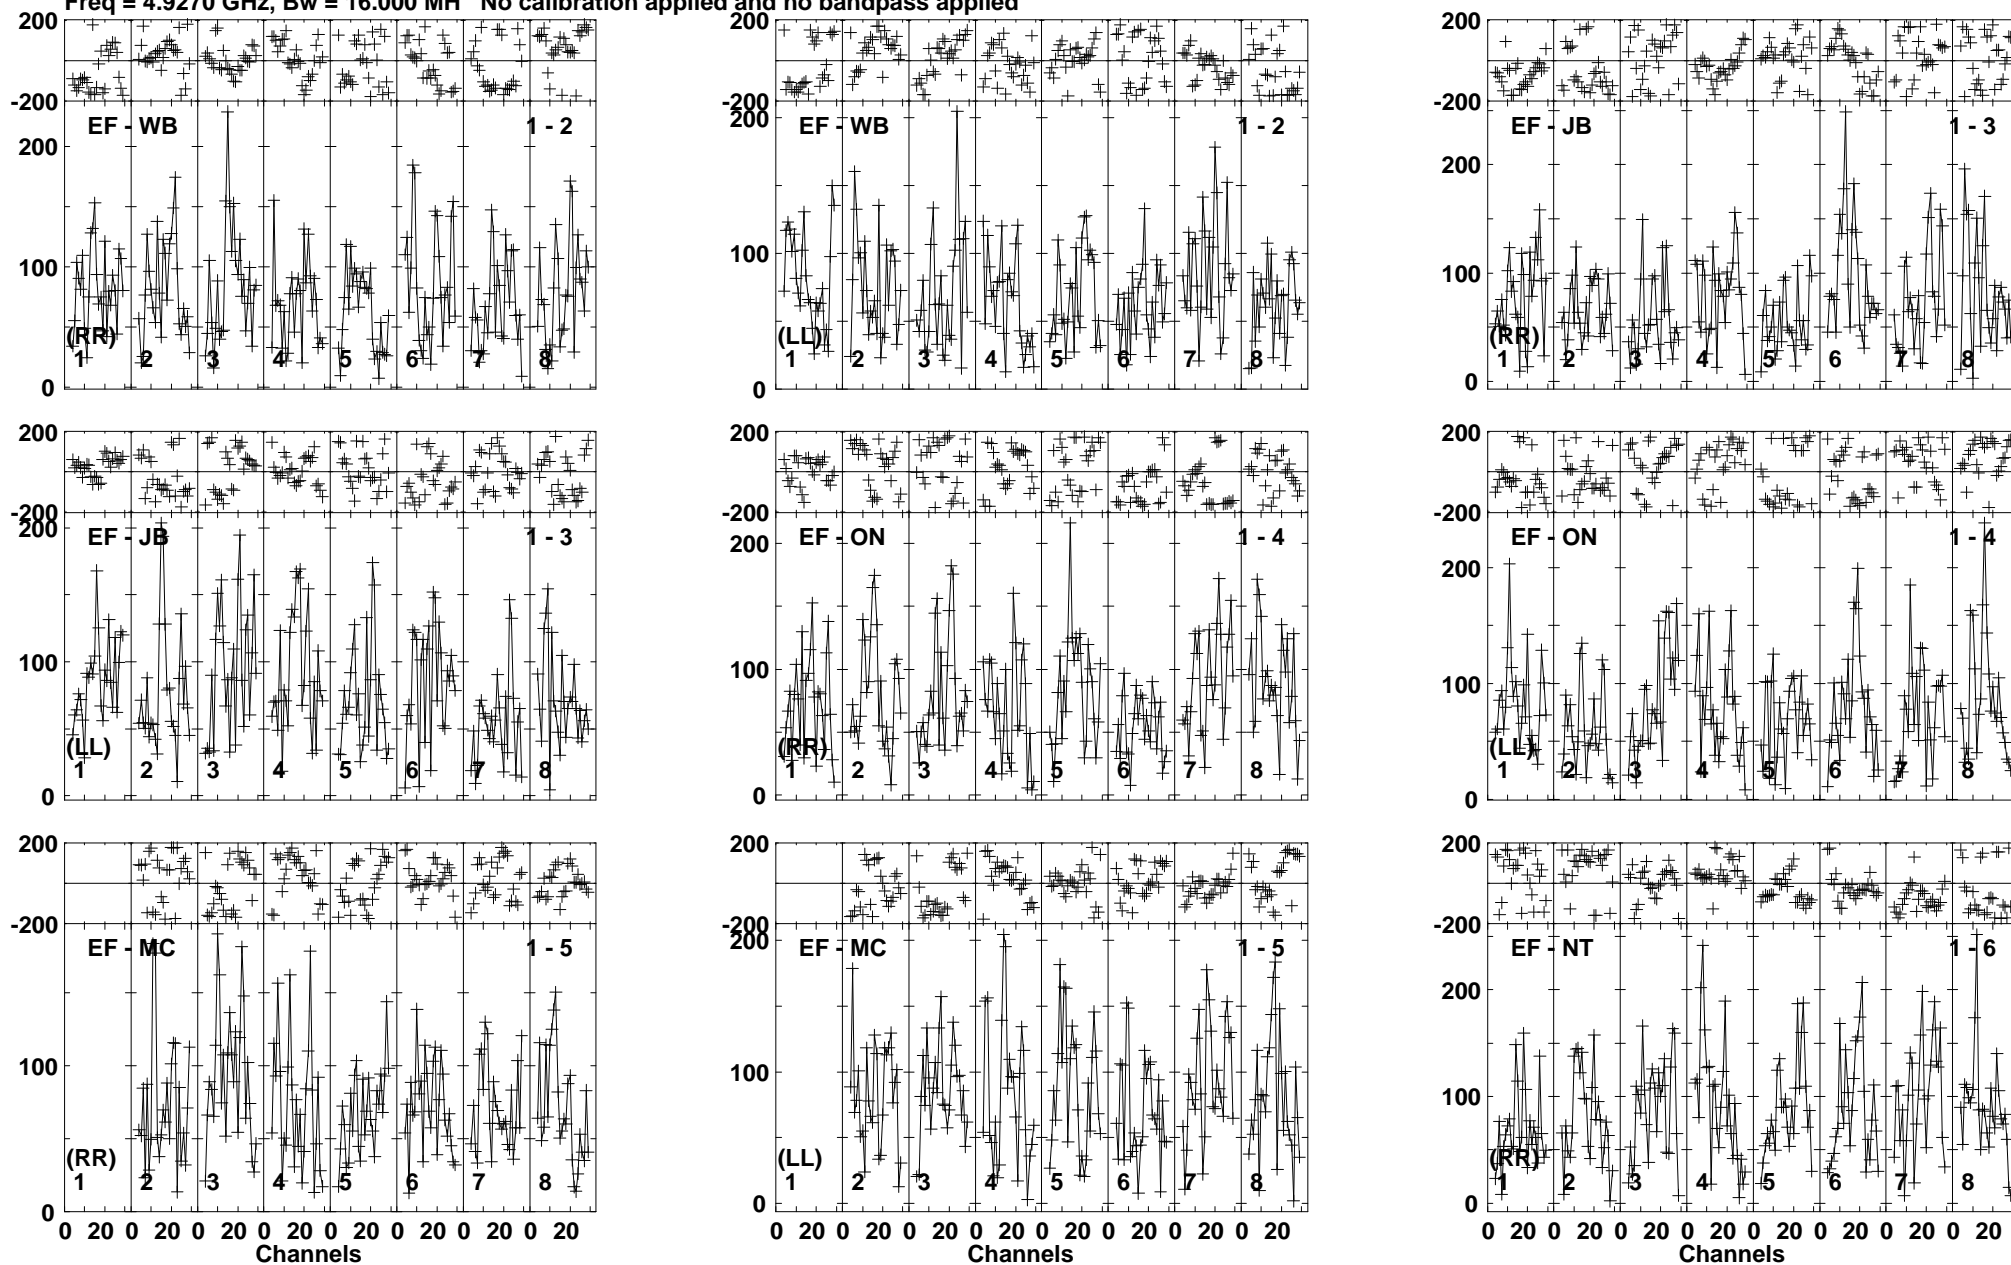 Freq = 4.9270 GHz, Bw = 16.000 MH No calibration applied and no bandpass applied
200 200 200
-200 -200 -200
EF - WB 1 - 2 EF - WB 1 - 2 EF - JB 1 - 3
200 200 200
100 100 100
(RR) (LL) (RR)
1 2 3 4 5 6 7 8 1 2 3 4 5 6 7 8 1 2 3 4 5 6 7 8
0 0 0
200 200 200
-200 -200 -200
EF - JB 1 - 3 EF - ON 1 - 4 EF - ON 1 - 4
200 200 200
100 100 100
(LL) (RR) (LL)
1 2 3 4 5 6 7 8 1 2 3 4 5 6 7 8 1 2 3 4 5 6 7 8
0 0 0
200 200 200
-200 -200 -200
EF - MC 1 - 5 EF - MC 1 - 5 EF - NT 1 - 6
200 200
100 100 100
(RR) (LL) (RR)
1 2 3 4 5 6 7 8 1 2 3 4 5 6 7 8 1 2 3 4 5 6 7 8
0 0 0
0 20 0 20 0 20 0 20 0 20 0 20 0 20 0 20 0 20 0 20 0 20 0 20 0 20 0 20 0 20 0 20 0 20 0 20 0 20 0 20 0 20 0 20 0 20 0 20
Channels Channels Channels